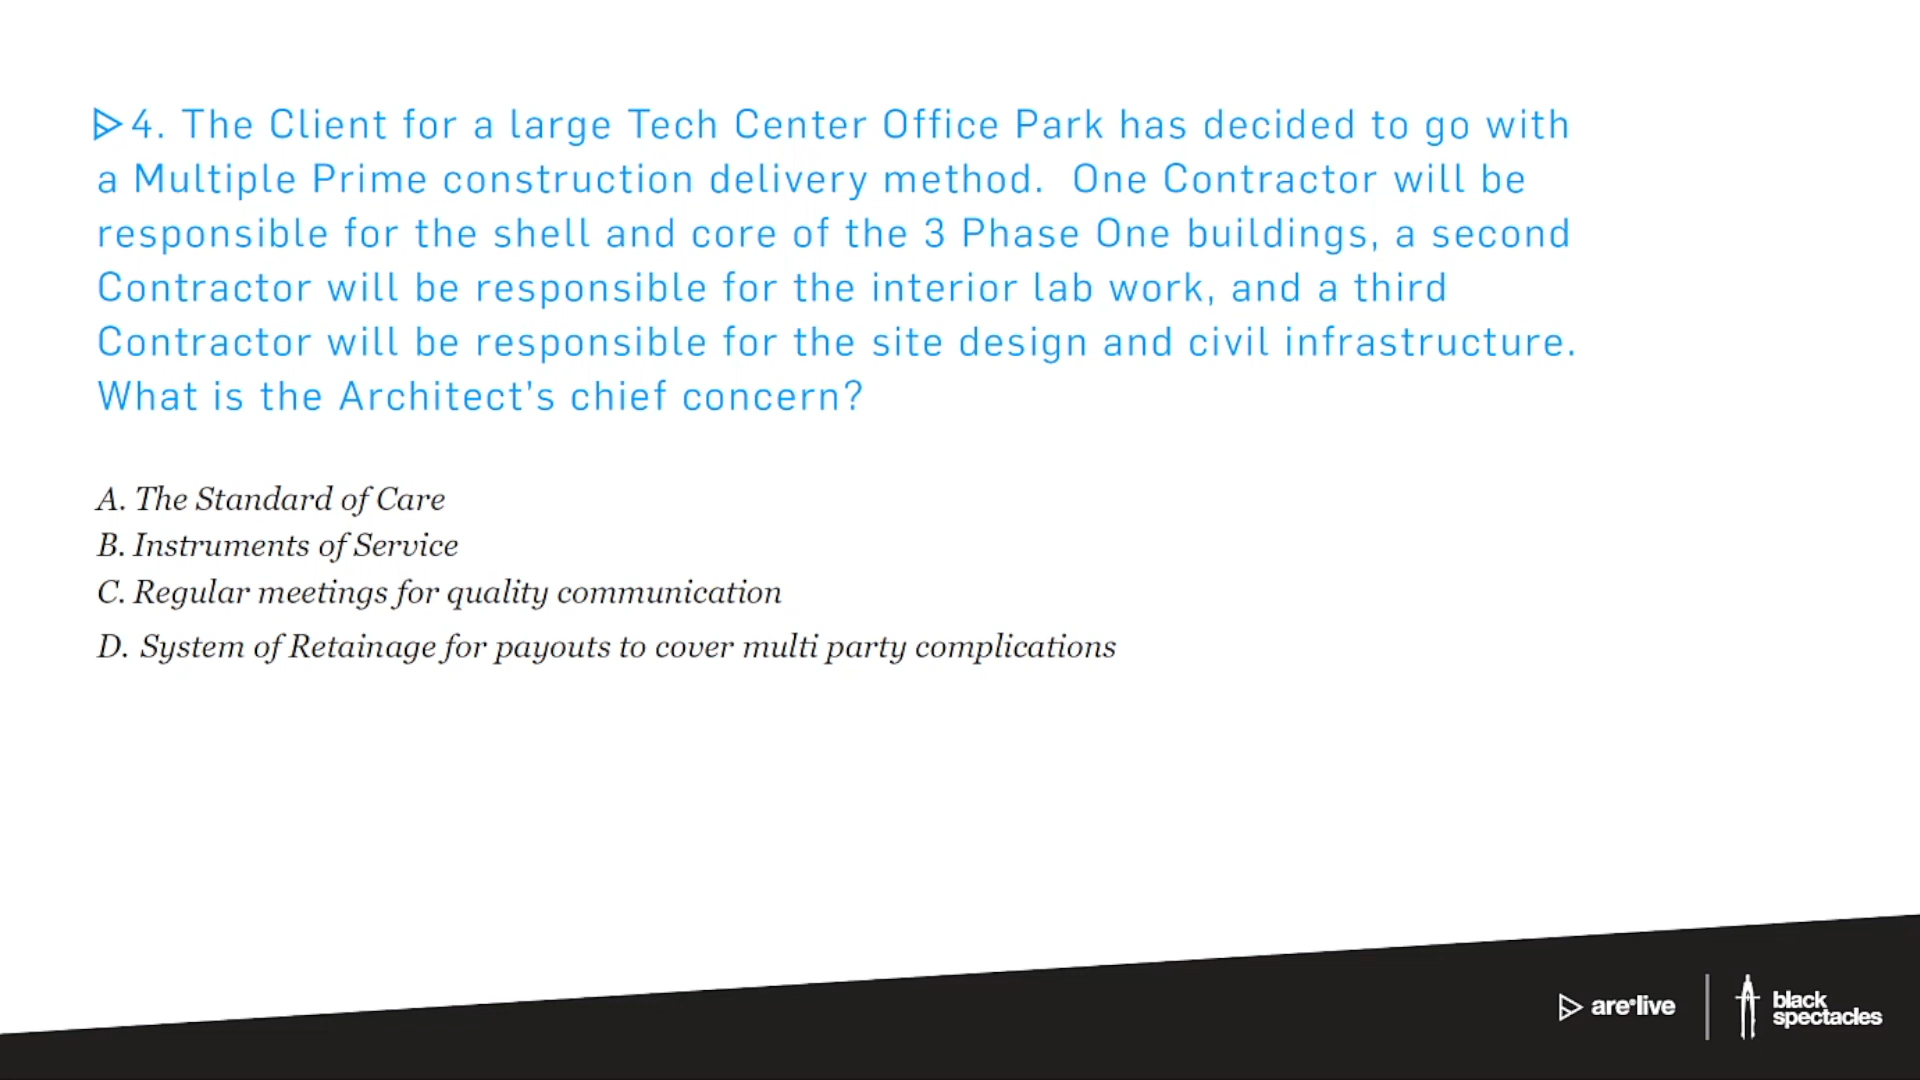 4. The Client for a large Tech Center Office Park has decided to go with
a Multiple Prime construction delivery method. One Contractor will be
responsible for the shell and core of the 3 Phase One buildings, a second
Contractor will be responsible for the interior lab work, and a third
Contractor will be responsible for the site design and civil infrastructure.
What is the Architect's chief concern?
A. The Standard of Care
B. Instruments of Service
C. Regular meetings for quality communication
D. System of Retainage for payouts to cover multi party complications
are•live
black
spectacles